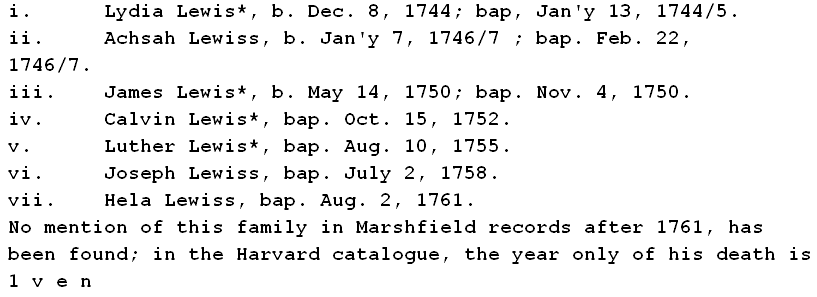 i. Lydia Lewis*, b. Dec. 8, 1744; bap, Jan'y 13, 1744/5.
ii. Achsah Lewiss, b. Jan'y 7, 1746/7 ; bap. Feb. 22,
1746/7.
iii. James Lewis*, b. May 14, 1750; bap. Nov. 4, 1750.
iv. Calvin Lewis*, bap. Oct. 15, 1752.
v. Luther Lewis*, bap. Aug. 10, 1755.
vi. Joseph Lewiss, bap. July 2, 1758.
vii. Hela Lewiss, bap. Aug. 2, 1761.
No mention of this family in Marshfield records after 1761, has
been found; in the Harvard catalogue, the year only of his death is
1 v e n